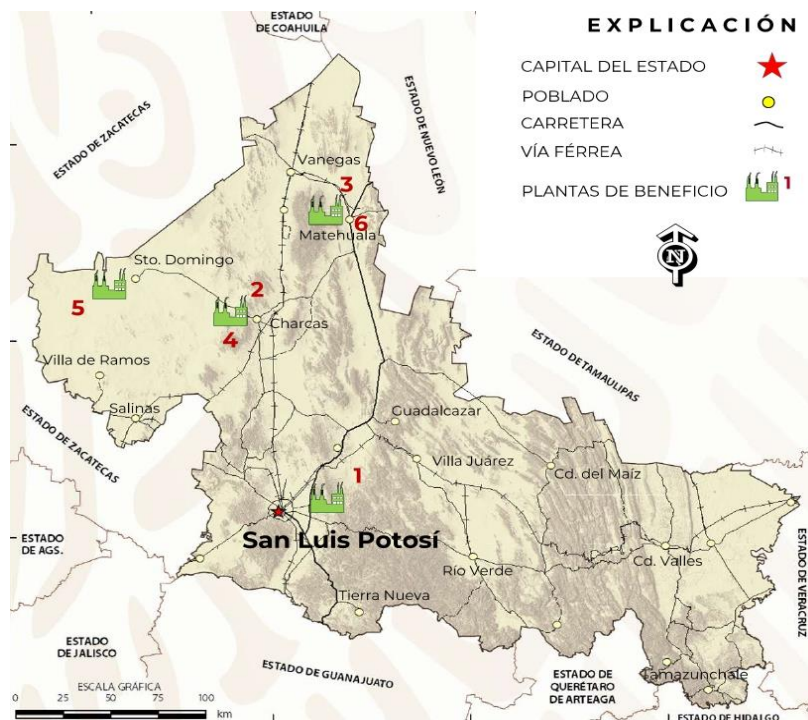 ESTADO
DE COAHUILA
EXPLICACIÓN
CAPITAL DEL ESTADO
POBLADO
CARRETERA
VÍA FÉRREA
PLANTAS DE BENEFICIO 1
N
ESTADO DE ZACATECAS
ESTADO DE NUEVO LEÓN
Vanegas
3
6
Matehuala
Sto. Domingo
2
5
4
Charcas
Villa de Ramos
ESTADO DE TAMAULIPAS
Salinas
Guadalcazar
ESTADO DE ZACATECAS
Villa Juárez
Cd. del Maíz
1
San Luis Potosí
ESTADO
DE AGS.
Río Verde
Cd. Valles
ESTADO DE VERACRUZ
Tierra Nueva
ESTADO
DE JALISCO
ESTADO DE GUANAJUATO
ESTADO DE
QUERÉTARO
DE ARTEAGA
Tamazunchale
ESCALA GRÁFICA
0 25 50 75 100
km
ESTADO DE HIDALGO